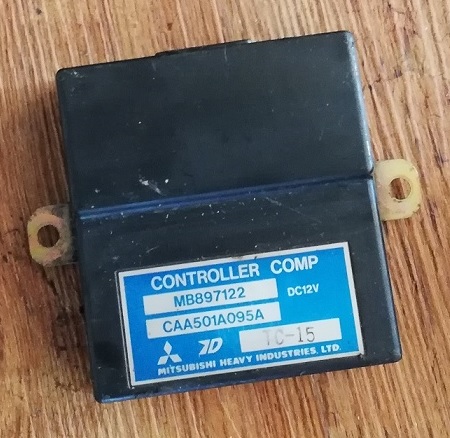 CONTROLLER COMP
MB897122 DC12V
CAA501A095A
TC-15
MITSUBISHI HEAVY INDUSTRIES, LTD.